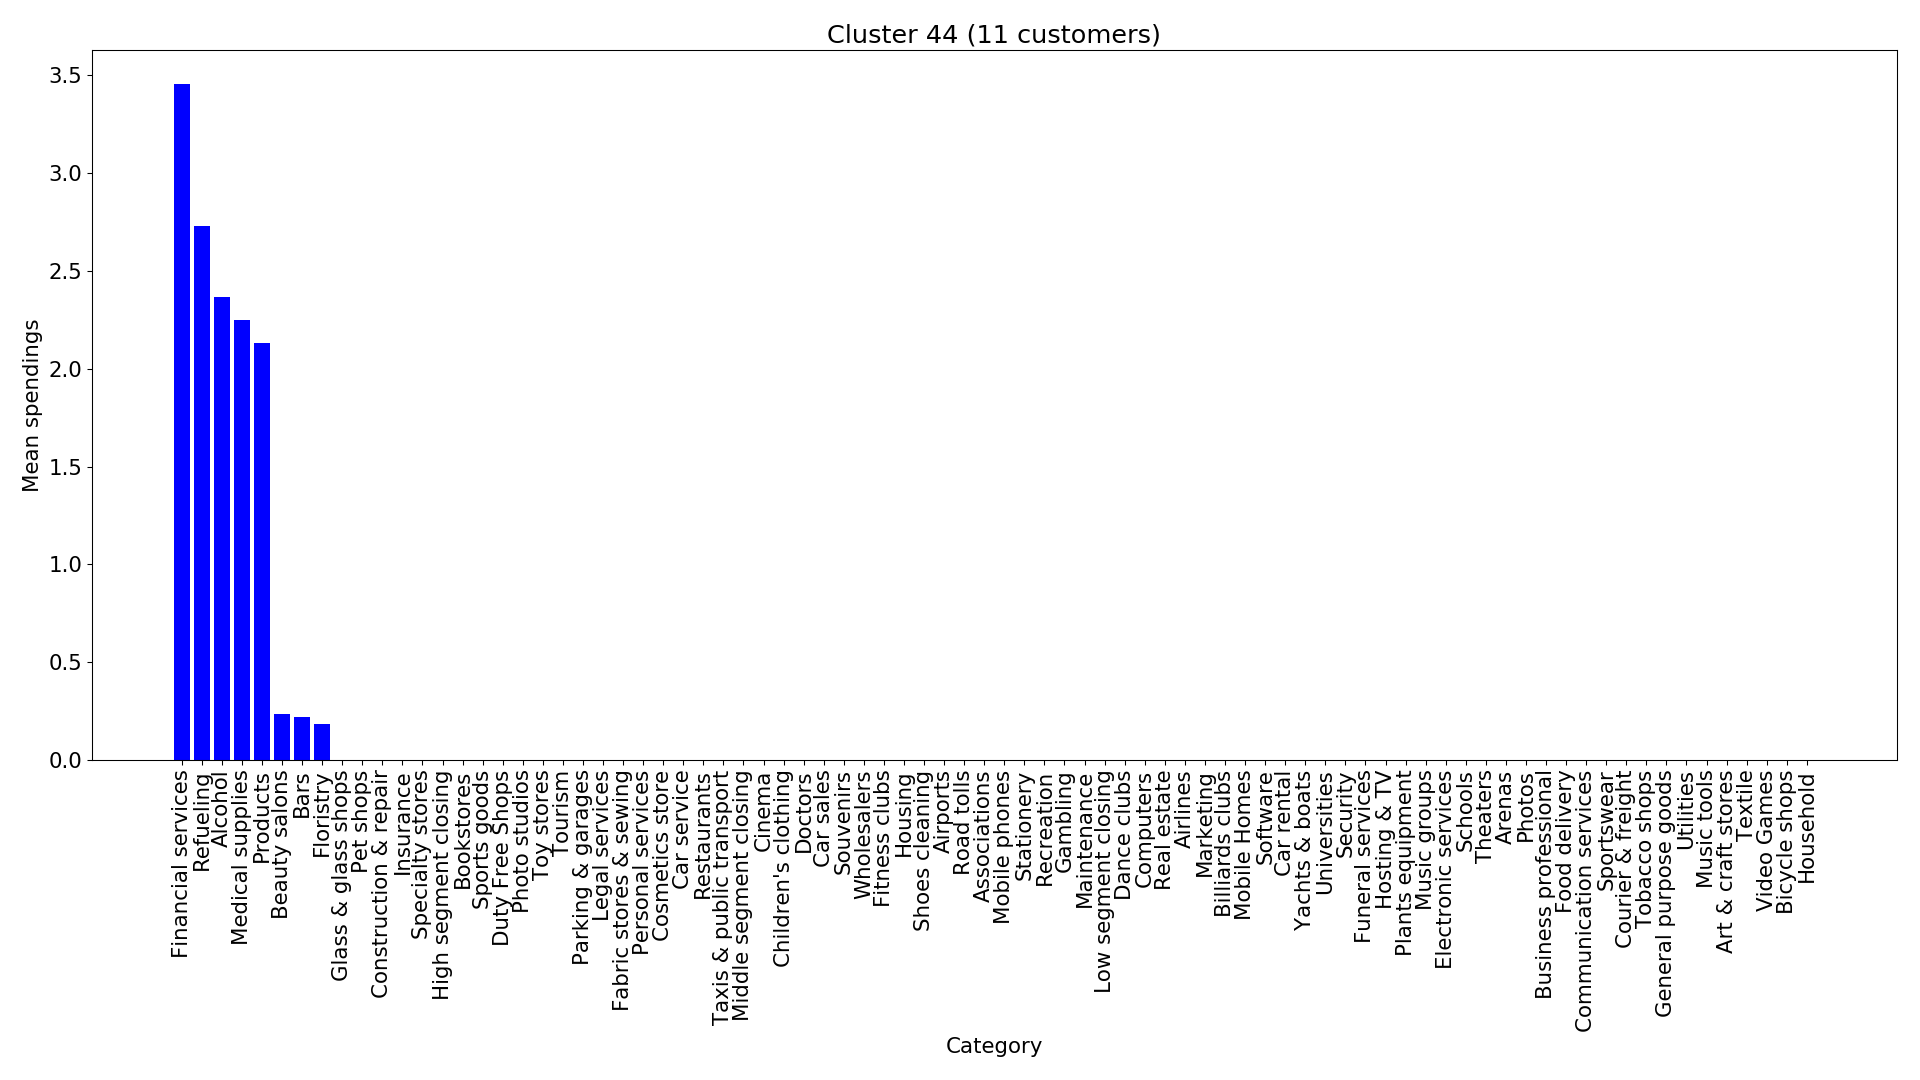 Cluster 44 (11 customers)
3.5
3.0
2.5
2.0
1.5
1.0
0.5
0.0
Mean spendings
Financial services
Refueling
Alcohol
Medical supplies
Products
Beauty salons
Bars
Floristry
Glass & glass shops
Pet shops
Construction & repair
Insurance
Specialty stores
High segment closing
Bookstores
Sports goods
Duty Free Shops
Photo studios
Toy stores
Tourism
Parking & garages
Legal services
Fabric stores & sewing
Personal services
Cosmetics store
Car service
Restaurants
Taxis & public transport
Middle segment closing
Cinema
Children's clothing
Doctors
Car sales
Souvenirs
Wholesalers
Fitness clubs
Housing
Shoes cleaning
Airports
Road tolls
Associations
Mobile phones
Stationery
Recreation
Gambling
Maintenance
Low segment closing
Dance clubs
Computers
Real estate
Airlines
Marketing
Billiards clubs
Mobile Homes
Software
Car rental
Yachts & boats
Universities
Security
Funeral services
Hosting & TV
Plants equipment
Music groups
Electronic services
Schools
Theaters
Arenas
Photos
Business professional
Food delivery
Communication services
Sportswear
Courier & freight
Tobacco shops
General purpose goods
Utilities
Music tools
Art & craft stores
Textile
Video Games
Bicycle shops
Household
Category